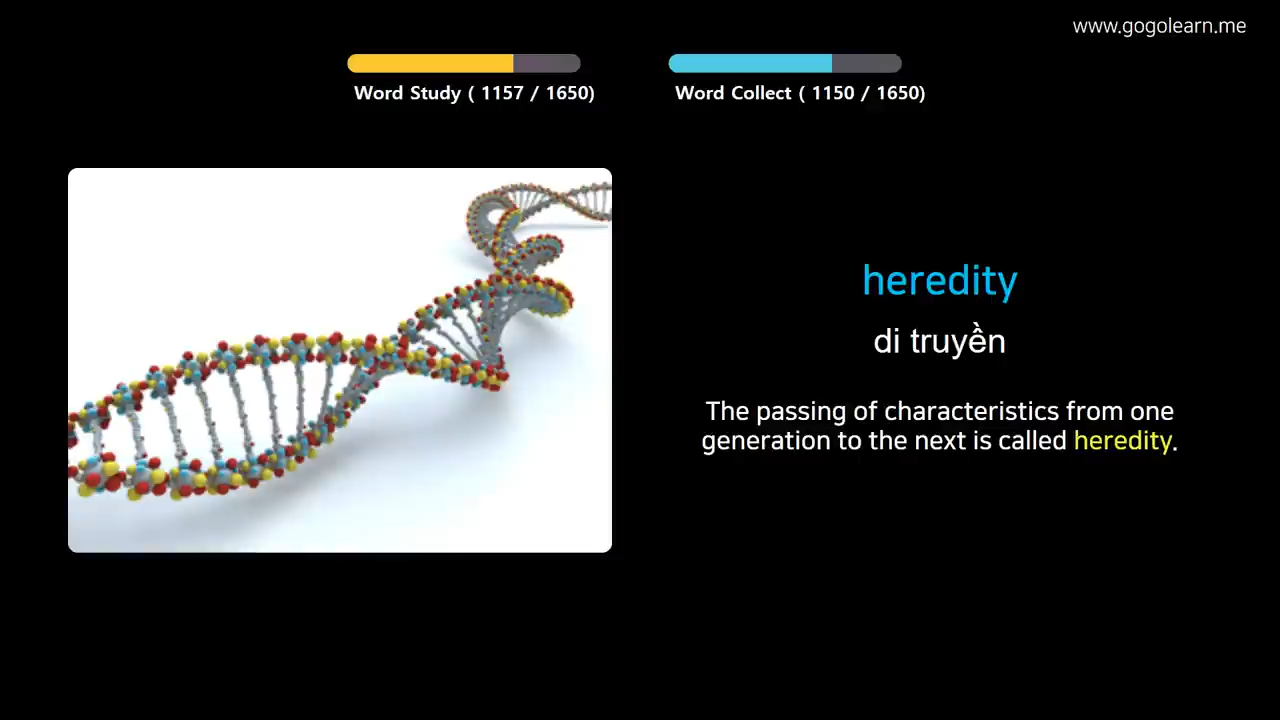 www.gogolearn.me
Word Study ( 1157 / 1650)
Word Collect ( 1150 / 1650)
heredity
di truyền
The passing of characteristics from one
generation to the next is called heredity.